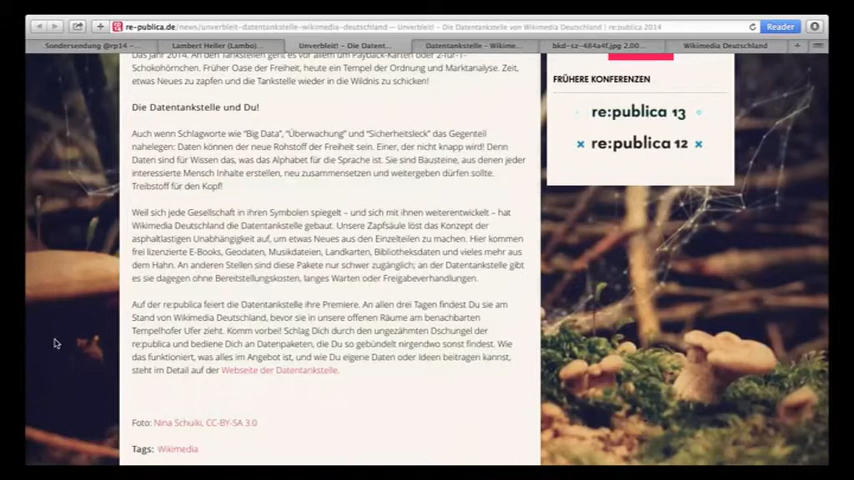 re-publica.de/news/unverbleit-datentankstelle-wikimedia-deutschland — Unverbleit! – Die Datentankstelle von Wikimedia Deutschland | re:publica 2014
Reader
Sondersendung @rp14 – ...
Lambert Heller (Lambo)...
Unverbleit! – Die Datent...
Datentankstelle – Wikime...
bkd-sz-484a4f.jpg 2.00...
Wikimedia Deutschland
Das Jahr 2014. An den Tankstellen geht es vor allem um Payback-Karten oder 2-für-1-
Schokohörnchen. Früher Oase der Freiheit, heute ein Tempel der Ordnung und Marktanalyse. Zeit,
etwas Neues zu zapfen und die Tankstelle wieder in die Wildnis zu schicken!
Die Datentankstelle und Du!
Auch wenn Schlagworte wie "Big Data", "Überwachung" und "Sicherheitsleck" das Gegenteil
nahelegen: Daten können der neue Rohstoff der Freiheit sein. Einer, der nicht knapp wird! Denn
Daten sind für Wissen das, was das Alphabet für die Sprache ist. Sie sind Bausteine, aus denen jeder
interessierte Mensch Inhalte erstellen, neu zusammensetzen und weitergeben dürfen sollte.
Treibstoff für den Kopf!
Weil sich jede Gesellschaft in ihren Symbolen spiegelt – und sich mit ihnen weiterentwickelt – hat
Wikimedia Deutschland die Datentankstelle gebaut. Unsere Zapfsäule löst das Konzept der
asphaltlastigen Unabhängigkeit auf, um etwas Neues aus den Einzelteilen zu machen. Hier kommen
frei lizenzierte E-Books, Geodaten, Musikdateien, Landkarten, Bibliotheksdaten und vieles mehr aus
dem Hahn. An anderen Stellen sind diese Pakete nur schwer zugänglich; an der Datentankstelle gibt
es sie dagegen ohne Bereitstellungskosten, langes Warten oder Freigabeverhandlungen.
Auf der re:publica feiert die Datentankstelle ihre Premiere. An allen drei Tagen findest Du sie am
Stand von Wikimedia Deutschland, bevor sie in unsere offenen Räume am benachbarten
Tempelhofer Ufer zieht. Komm vorbei! Schlag Dich durch den ungezähmten Dschungel der
re:publica und bediene Dich an Datenpaketen, die Du so gebündelt nirgendwo sonst findest. Wie
das funktioniert, was alles im Angebot ist, und wie Du eigene Daten oder Ideen beitragen kannst,
steht im Detail auf der Webseite der Datentankstelle.
Foto: Nina Schulki, CC-BY-SA 3.0
Tags: Wikimedia
FRÜHERE KONFERENZEN
re:publica 13
re:publica 12